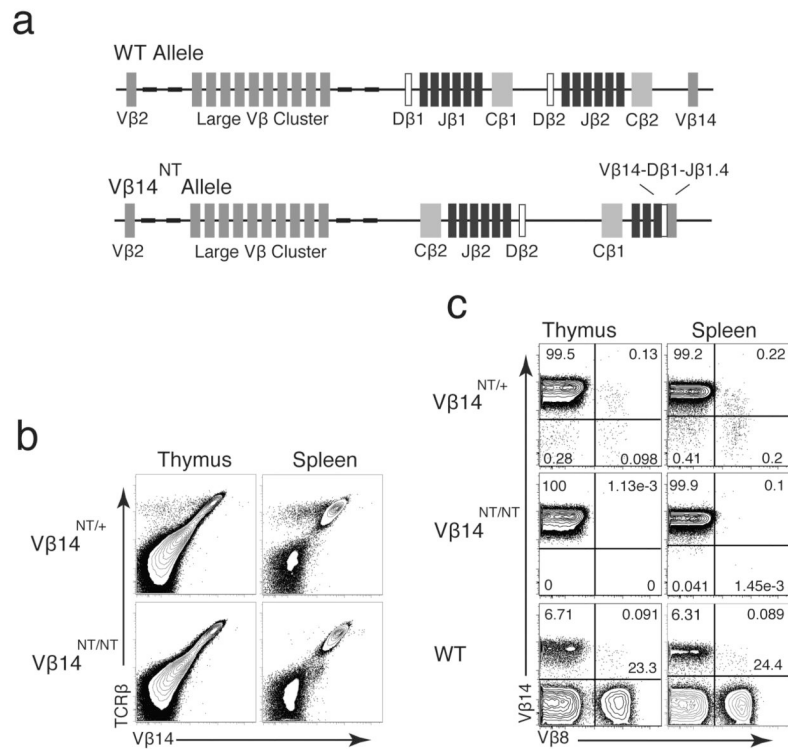 a
WT Allele
Vβ2
Large Vβ Cluster
Dβ1
Jβ1
Cβ1
Dβ2
Jβ2
Cβ2
Vβ14
Vβ14NT Allele
Vβ14-Dβ1-Jβ1.4
Vβ2
Large Vβ Cluster
Cβ2
Jβ2
Dβ2
Cβ1
b
Thymus
Spleen
Vβ14NT/+
Vβ14NT/NT
TCRβ
Vβ14
c
Thymus
Spleen
Vβ14NT/+
99.5
0.13
0.28
0.098
99.2
0.22
0.41
0.2
Vβ14NT/NT
100
1.13e-3
0
0
99.9
0.1
0.041
1.45e-3
WT
6.71
0.091
23.3
6.31
0.089
24.4
Vβ14
Vβ8